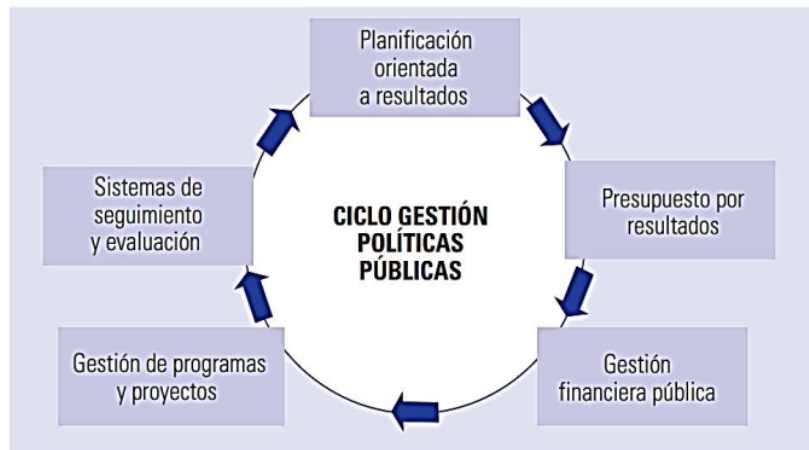 Planificación
orientada
a resultados
Sistemas de
seguimiento
y evaluación
CICLO GESTIÓN
POLÍTICAS
PÚBLICAS
Presupuesto por
resultados
Gestión de programas
y proyectos
Gestión
financiera pública